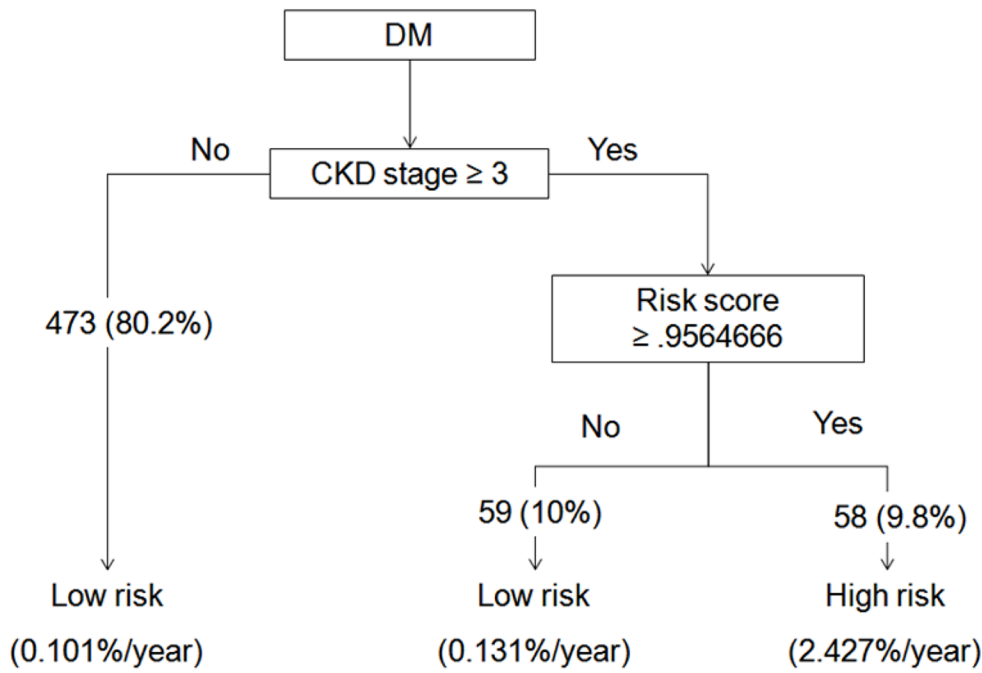 DM
No
Yes
CKD stage ≥ 3
Risk score
≥ .9564666
473 (80.2%)
No
Yes
59 (10%)
58 (9.8%)
Low risk
(0.101%/year)
Low risk
(0.131%/year)
High risk
(2.427%/year)